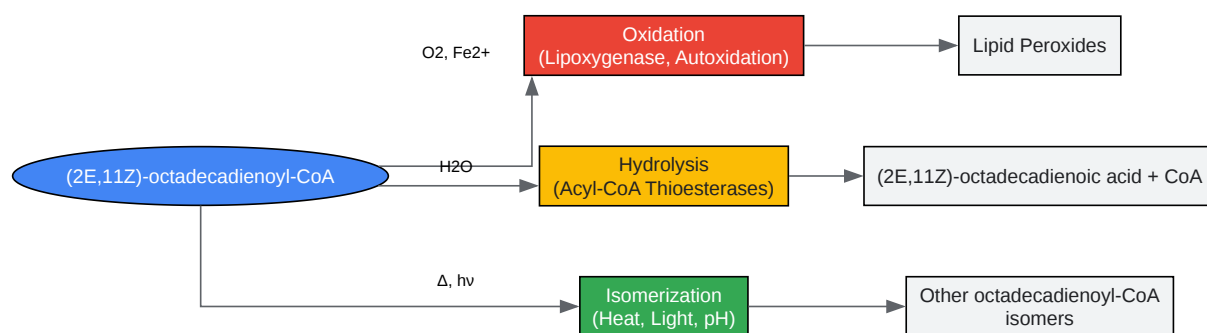 O2, Fe2+
Oxidation
(Lipoxygenase, Autoxidation)
Lipid Peroxides
(2E,11Z)-octadecadienoyl-CoA
H2O
Hydrolysis
(Acyl-CoA Thioesterases)
(2E,11Z)-octadecadienoic acid + CoA
Δ, hν
Isomerization
(Heat, Light, pH)
Other octadecadienoyl-CoA
isomers